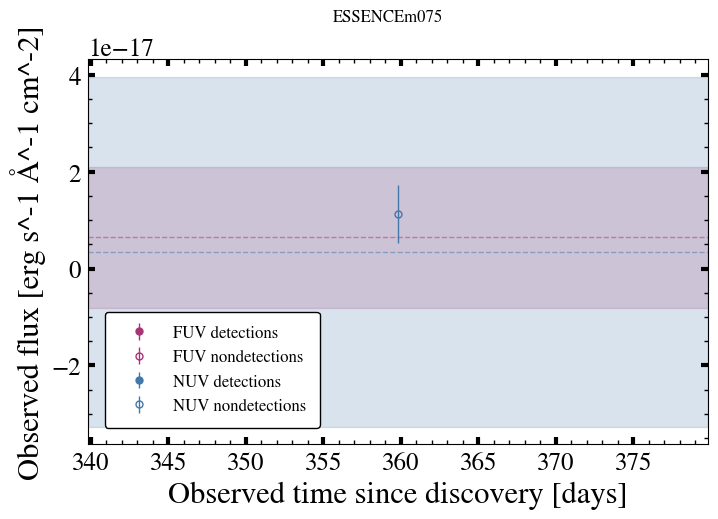 ESSENCEm075
1e−17
Observed flux [erg s^-1 Å^-1 cm^-2]
4
2
0
−2
FUV detections
FUV nondetections
NUV detections
NUV nondetections
340 345 350 355 360 365 370 375
Observed time since discovery [days]